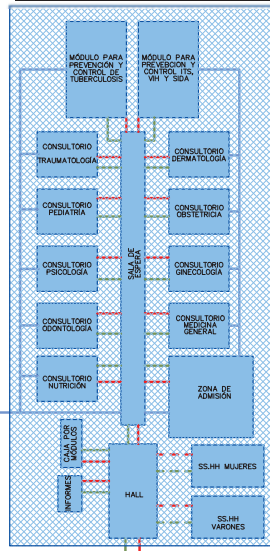 MÓDULO PARA
PREVENCIÓN Y
CONTROL DE
TUBERCULOSIS
MÓDULO PARA
PREVEBCION Y
CONTROL ITS,
VIH Y SIDA
CONSULTORIO
TRAUMATOLOGÍA
CONSULTORIO
DERMATOLOGÍA
CONSULTORIO
PEDIATRÍA
CONSULTORIO
OBSTETRICIA
SALA DE
ESPERA
CONSULTORIO
PSICOLOGÍA
CONSULTORIO
GINECOLOGÍA
CONSULTORIO
ODONTOLOGÍA
CONSULTORIO
MEDICINA
GENERAL
CONSULTORIO
NUTRICIÓN
ZONA DE
ADMISIÓN
CAJA POR
MÓDULOS
INFORMES
HALL
SS.HH MUJERES
SS.HH
VARONES